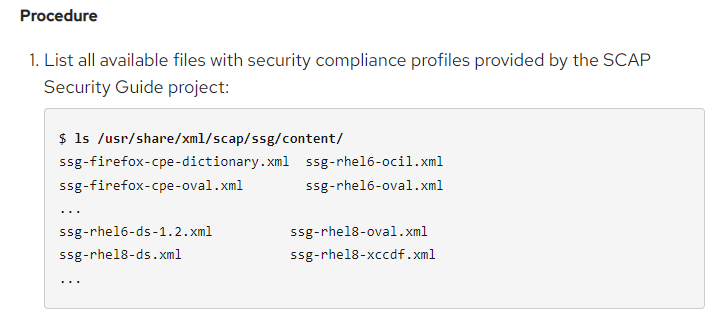 Procedure
1. List all available files with security compliance profiles provided by the SCAP
Security Guide project:
$ ls /usr/share/xml/scap/ssg/content/
ssg-firefox-cpe-dictionary.xml  ssg-rhel6-ocil.xml
ssg-firefox-cpe-oval.xml        ssg-rhel6-oval.xml
...
ssg-rhel6-ds-1.2.xml          ssg-rhel8-oval.xml
ssg-rhel8-ds.xml              ssg-rhel8-xccdf.xml
...